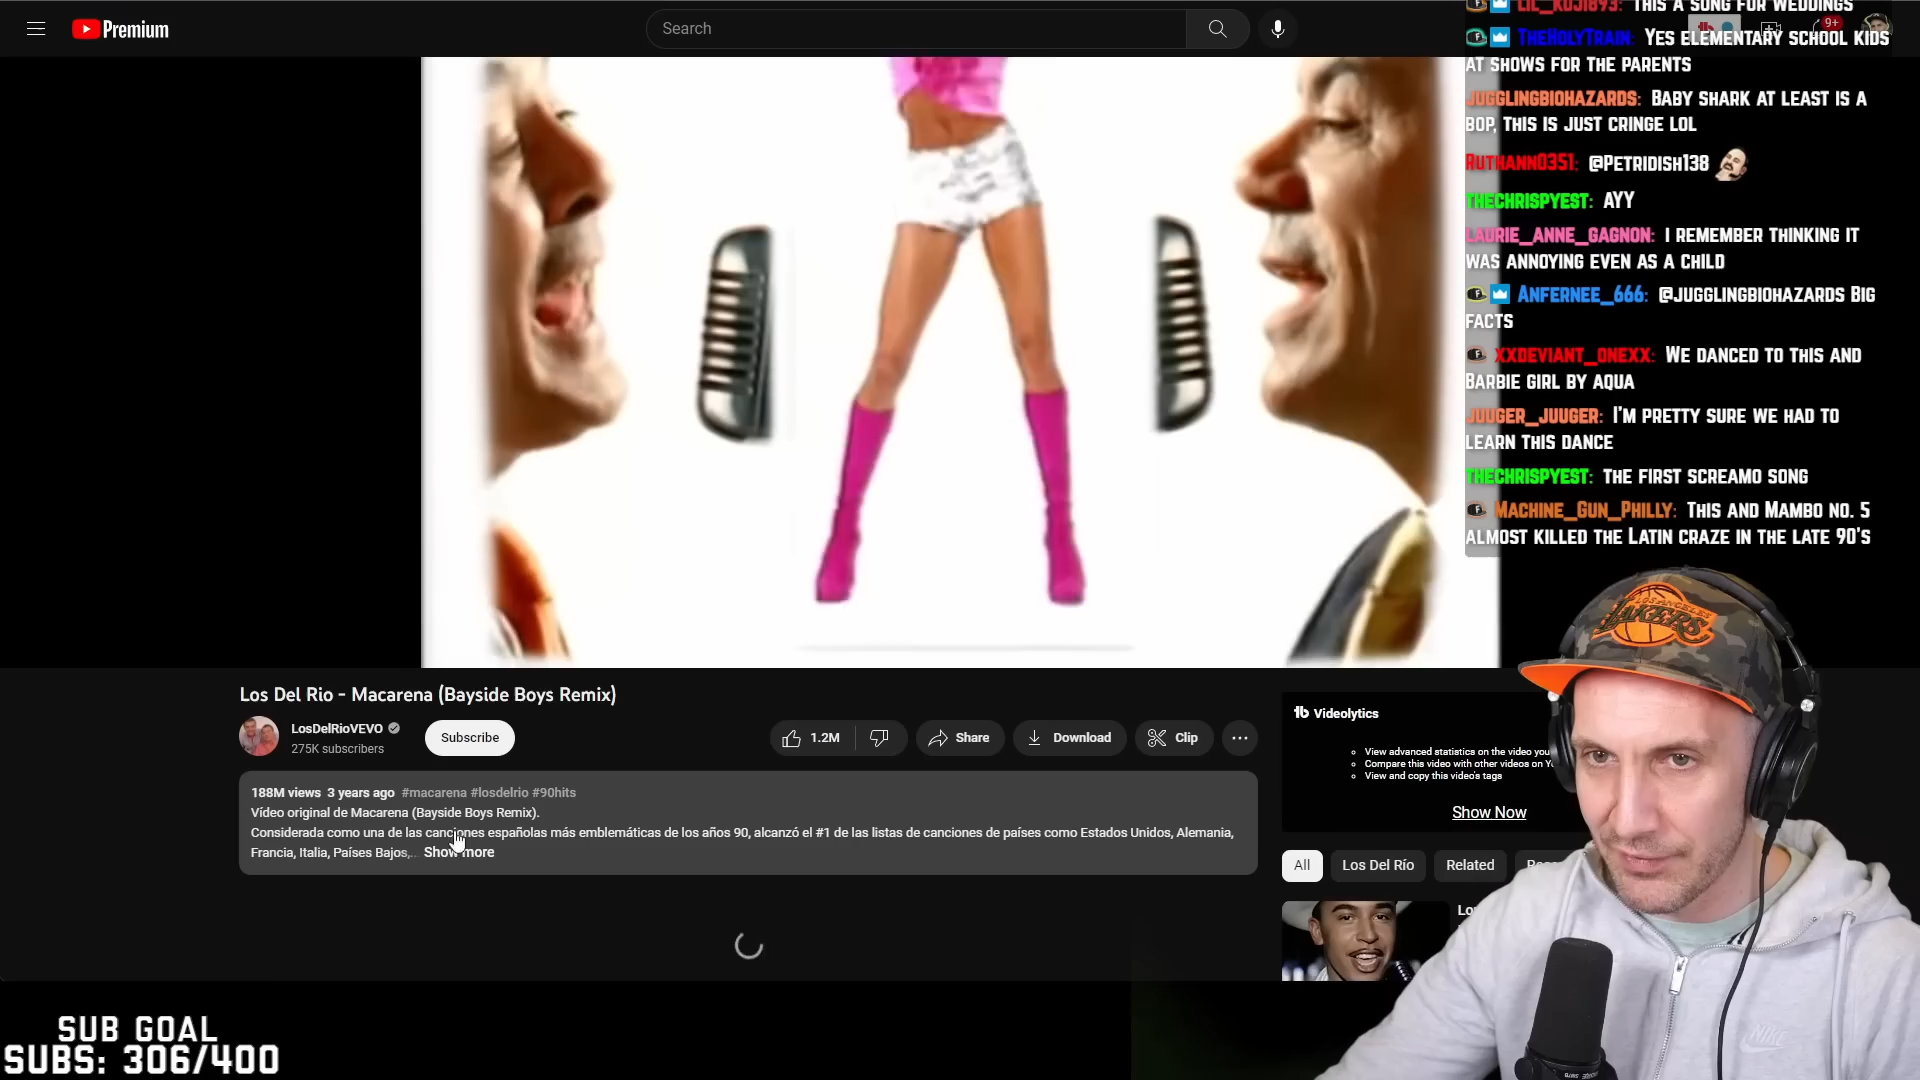 Premium
Search
9+
LIL_KOJI893: THIS A SONG FOR WEDDINGS
THEHOLYTRAIN: YES ELEMENTARY SCHOOL KIDS
AT SHOWS FOR THE PARENTS
JUGGLINGBIOHAZARDS: BABY SHARK AT LEAST IS A
BOP, THIS IS JUST CRINGE LOL
RUTHANN0351: @PETRIDISH138
THECHRISPYEST: AYY
LAURIE_ANNE_GAGNON: I REMEMBER THINKING IT
WAS ANNOYING EVEN AS A CHILD
ANFERNEE_666: @JUGGLINGBIOHAZARDS BIG
FACTS
XXDEVIANT_ONEXX: WE DANCED TO THIS AND
BARBIE GIRL BY AQUA
JUUGER_JUUGER: I'M PRETTY SURE WE HAD TO
LEARN THIS DANCE
THECHRISPYEST: THE FIRST SCREAMO SONG
MACHINE_GUN_PHILLY: THIS AND MAMBO NO. 5
ALMOST KILLED THE LATIN CRAZE IN THE LATE 90'S
LOS ANGELES
LAKERS
Los Del Rio - Macarena (Bayside Boys Remix)
LosDelRioVEVO
275K subscribers
Subscribe
1.2M
Share
Download
Clip
188M views 3 years ago #macarena #losdelrio #90hits
Vídeo original de Macarena (Bayside Boys Remix).
Considerada como una de las canciones españolas más emblemáticas de los años 90, alcanzó el #1 de las listas de canciones de países como Estados Unidos, Alemania,
Francia, Italia, Países Bajos,... Show more
Videolytics
View advanced statistics on the video you
Compare this video with other videos on Y
View and copy this video's tags
Show Now
All
Los Del Río
Related
SUB GOAL
SUBS: 306/400